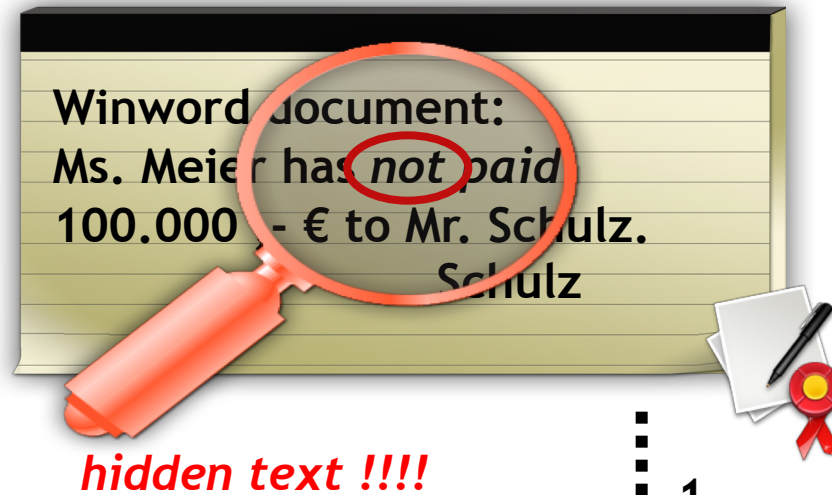 Winword document:
Ms. Meier has not paid
100.000 ,- € to Mr. Schulz.
Schulz
hidden text !!!!
1